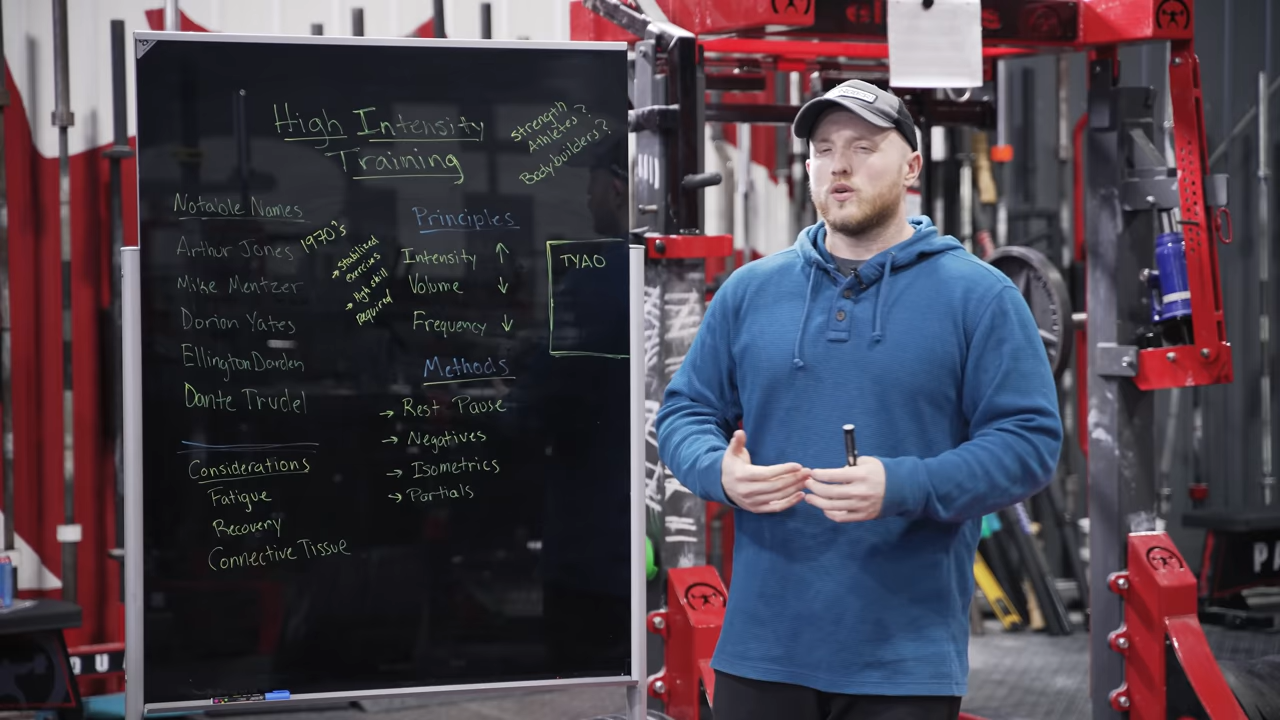 High Intensity
Training
strength
Athletes?
Bodybuilders?
Notable Names
Arthur Jones 1970's
Mike Mentzer
Dorion Yates
Ellington Darden
Dante Trudel
→ stabilized
exercises
→ High skill
required
Considerations
Fatigue
Recovery
Connective Tissue
Principles
Intensity ↑
Volume ↓
Frequency ↓
Methods
→ Rest Pause
→ Negatives
→ Isometrics
→ Partials
TYAO